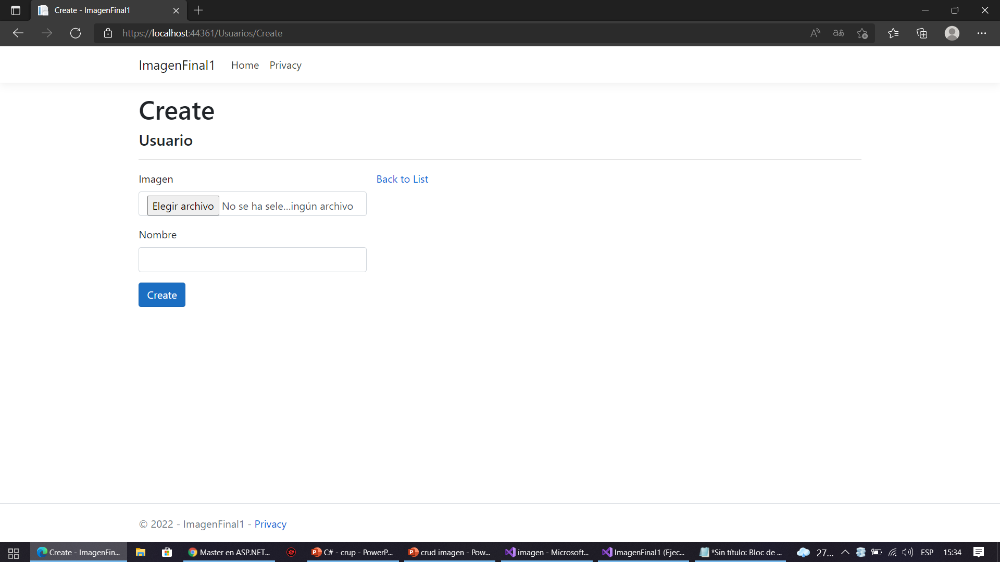 Create - ImagenFinal1
https://localhost:44361/Usuarios/Create
ImagenFinal1 Home Privacy
Create
Usuario
Imagen
Back to List
Elegir archivo No se ha sele...ingún archivo
Nombre
Create
© 2022 - ImagenFinal1 - Privacy
Create - ImagenFin... Master en ASP.NET... C# - crup - PowerP... crud imagen - Pow... imagen - Microsoft... ImagenFinal1 (Ejec... *Sin título: Bloc de ... 27... ESP 15:34